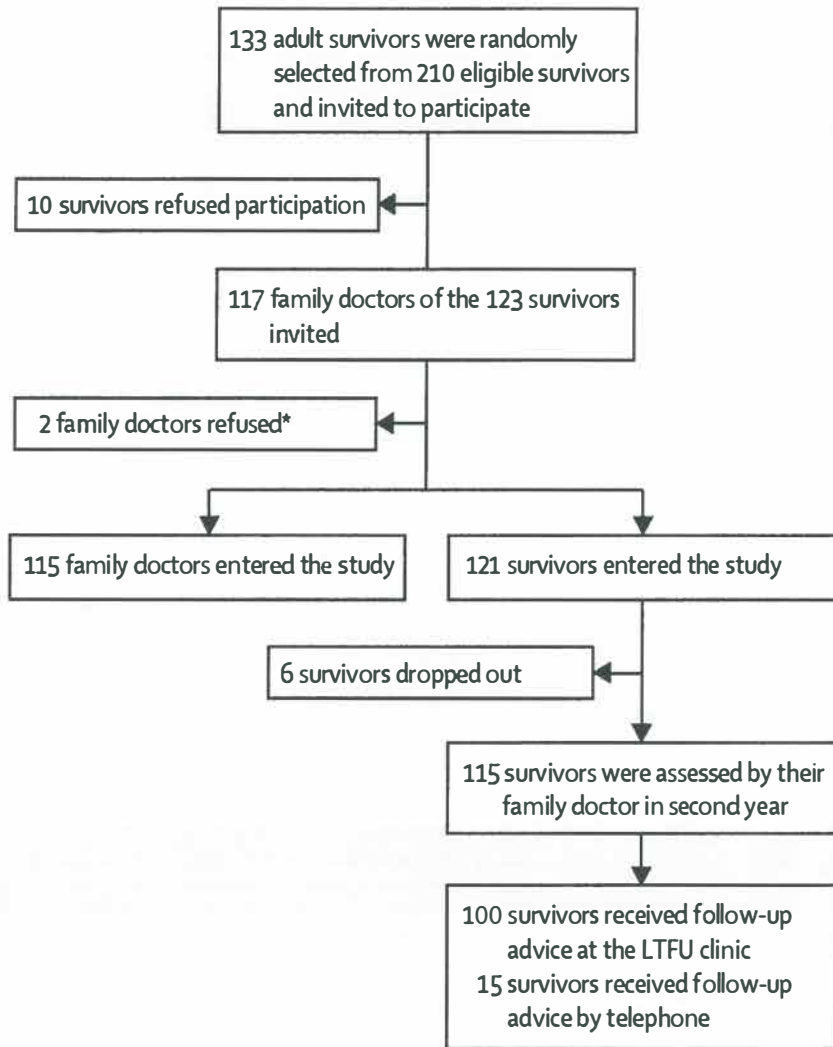 133 adult survivors were randomly
selected from 210 eligible survivors
and invited to participate
10 survivors refused participation
117 family doctors of the 123 survivors
invited
2 family doctors refused*
115 family doctors entered the study
121 survivors entered the study
6 survivors dropped out
115 survivors were assessed by their
family doctor in second year
100 survivors received follow-up
advice at the LTFU clinic
15 survivors received follow-up
advice by telephone